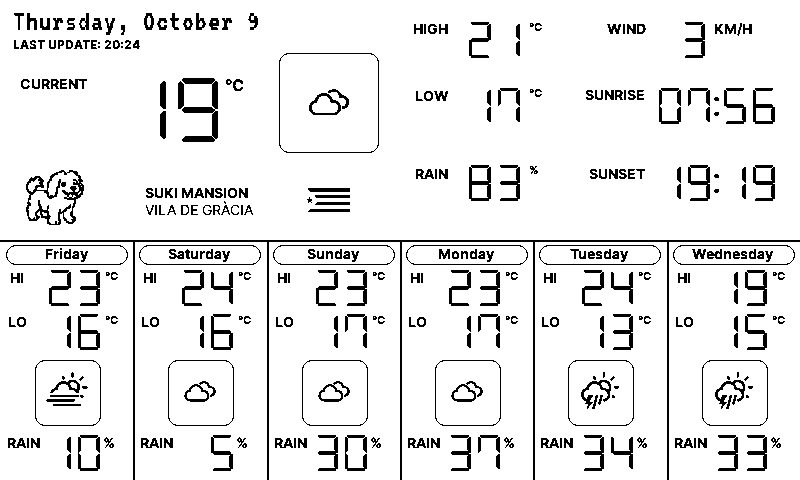 Thursday, October 9
LAST UPDATE: 20:24
CURRENT 19 °C
HIGH 21 °C
WIND 3 KM/H
LOW 17 °C
SUNRISE 07:56
RAIN 83 %
SUNSET 19:19
SUKI MANSION
VILA DE GRÀCIA
Friday
HI 23 °C
LO 16 °C
RAIN 10 %
Saturday
HI 24 °C
LO 16 °C
RAIN 5 %
Sunday
HI 23 °C
LO 17 °C
RAIN 30 %
Monday
HI 23 °C
LO 17 °C
RAIN 37 %
Tuesday
HI 24 °C
LO 13 °C
RAIN 34 %
Wednesday
HI 19 °C
LO 15 °C
RAIN 33 %